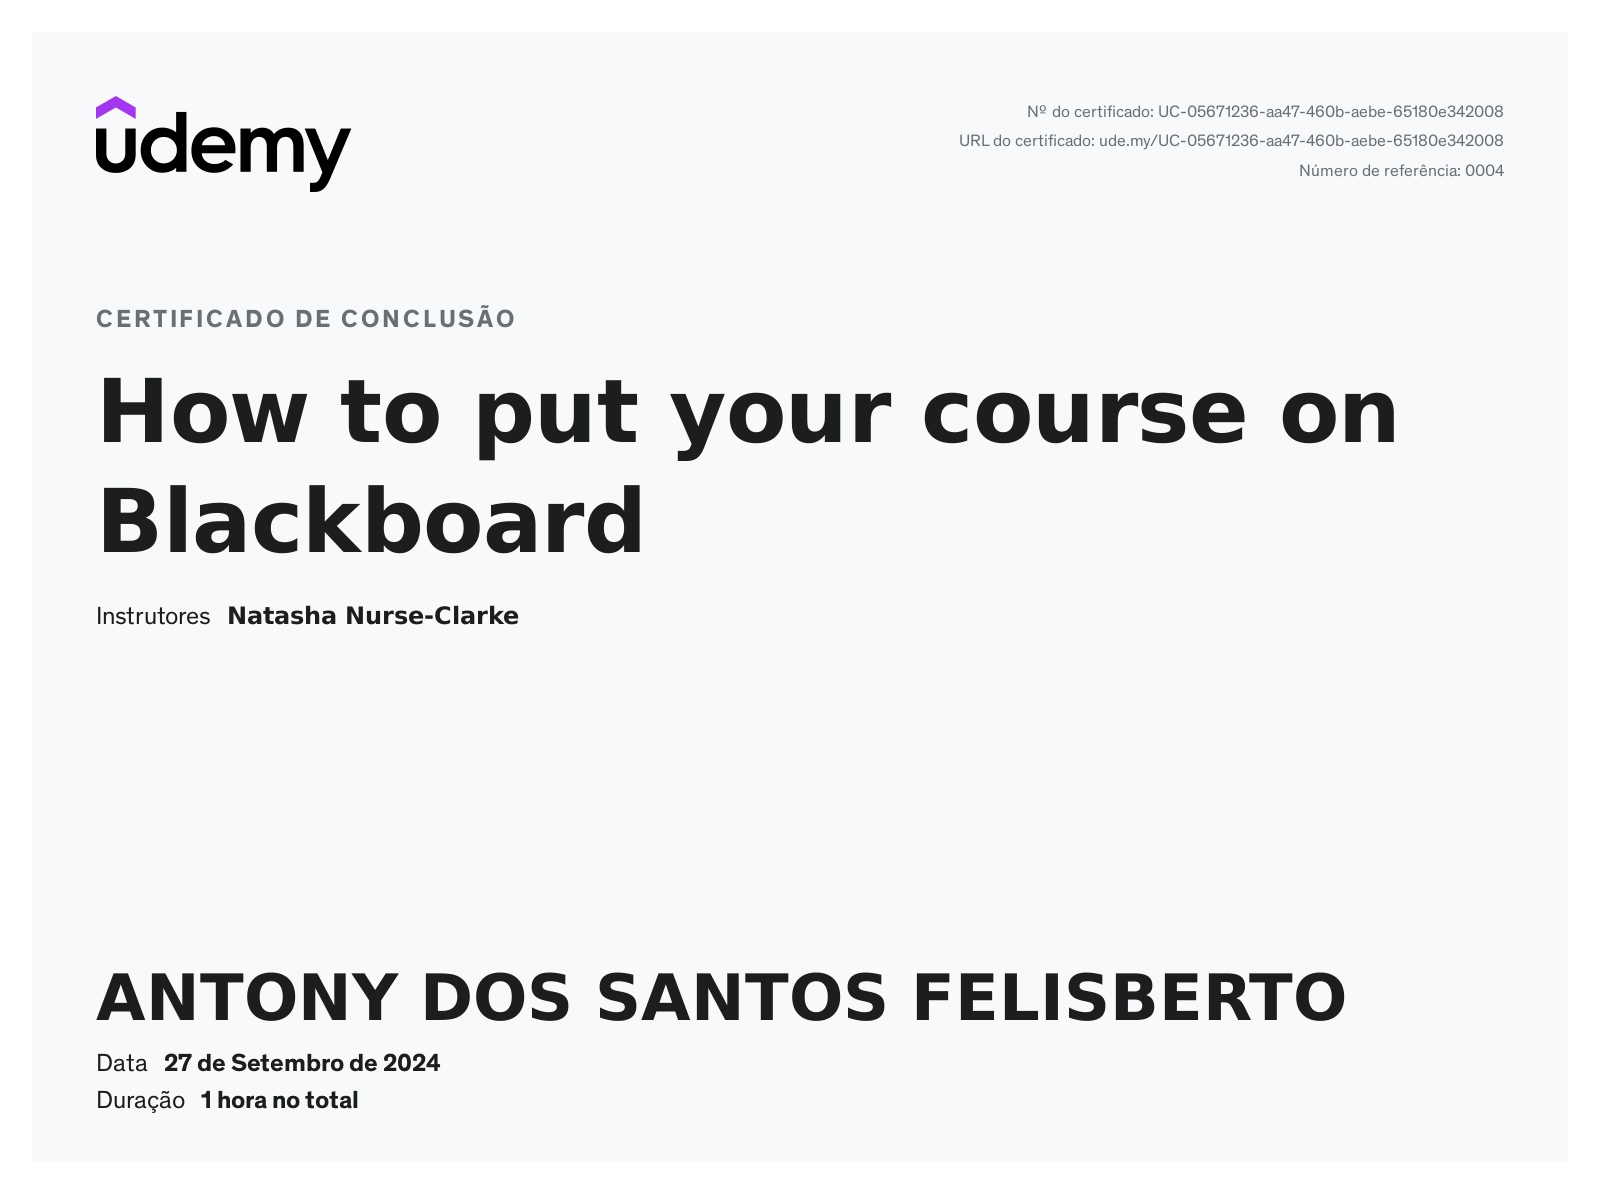 udemy
Nº do certificado: UC-05671236-aa47-460b-aebe-65180e342008
URL do certificado: ude.my/UC-05671236-aa47-460b-aebe-65180e342008
Número de referência: 0004
CERTIFICADO DE CONCLUSÃO
How to put your course on
Blackboard
Instrutores Natasha Nurse-Clarke
ANTONY DOS SANTOS FELISBERTO
Data 27 de Setembro de 2024
Duração 1 hora no total